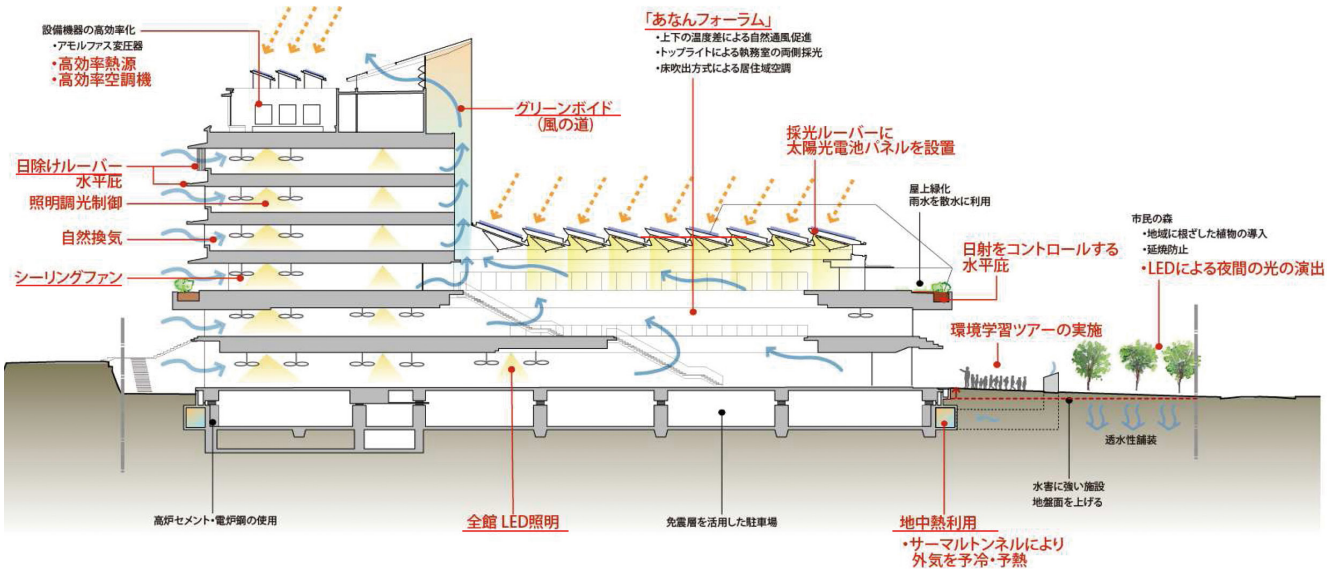 設備機器の高効率化
・アモルファス変圧器
・高効率熱源
・高効率空調機
「あなんフォーラム」
・上下の温度差による自然通風促進
・トップライトによる執務室の両側採光
・床吹出方式による居住域空調
グリーンボイド
(風の道)
採光ルーバーに
太陽光電池パネルを設置
日除けルーバー
水平庇
照明調光制御
自然換気
シーリングファン
屋上緑化
雨水を散水に利用
日射をコントロールする
水平庇
市民の森
・地域に根ざした植物の導入
・延焼防止
・LEDによる夜間の光の演出
環境学習ツアーの実施
透水性舗装
水害に強い施設
地盤面を上げる
高炉セメント・電炉鋼の使用
全館 LED照明
免震層を活用した駐車場
地中熱利用
・サーマルトンネルにより
外気を予冷・予熱